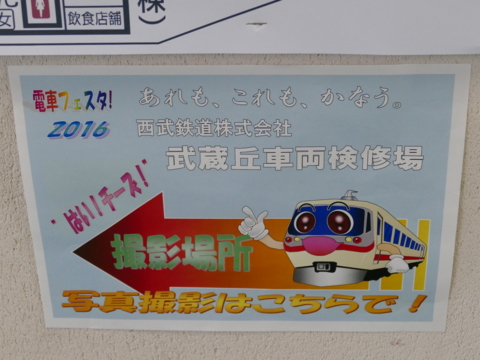 女
飲食店舗
株)
電車フェスタ!
2016
あれも、これも、かなう。
西武鉄道株式会社
武蔵丘車両検修場
はい!チーズ!
撮影場所
写真撮影はこちらで!